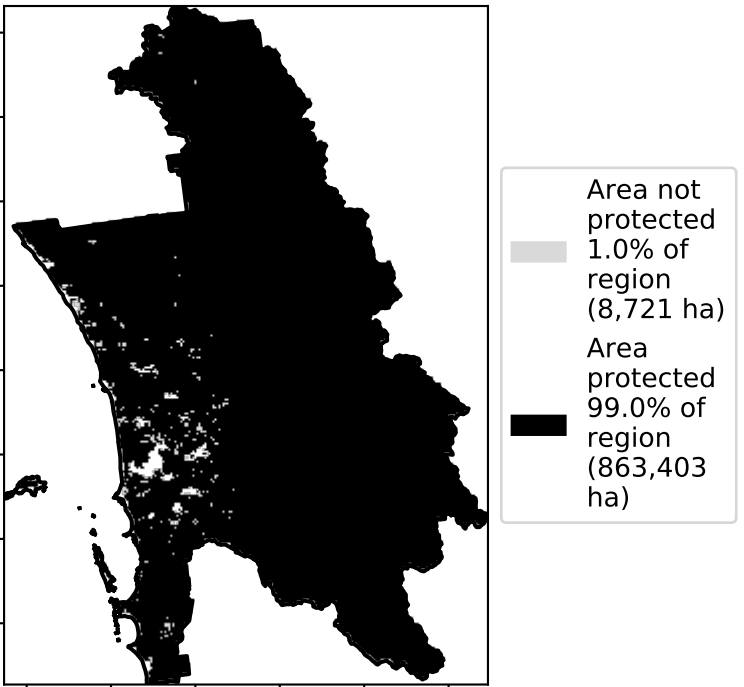 Area not
protected
1.0% of
region
(8,721 ha)
Area
protected
99.0% of
region
(863,403
ha)